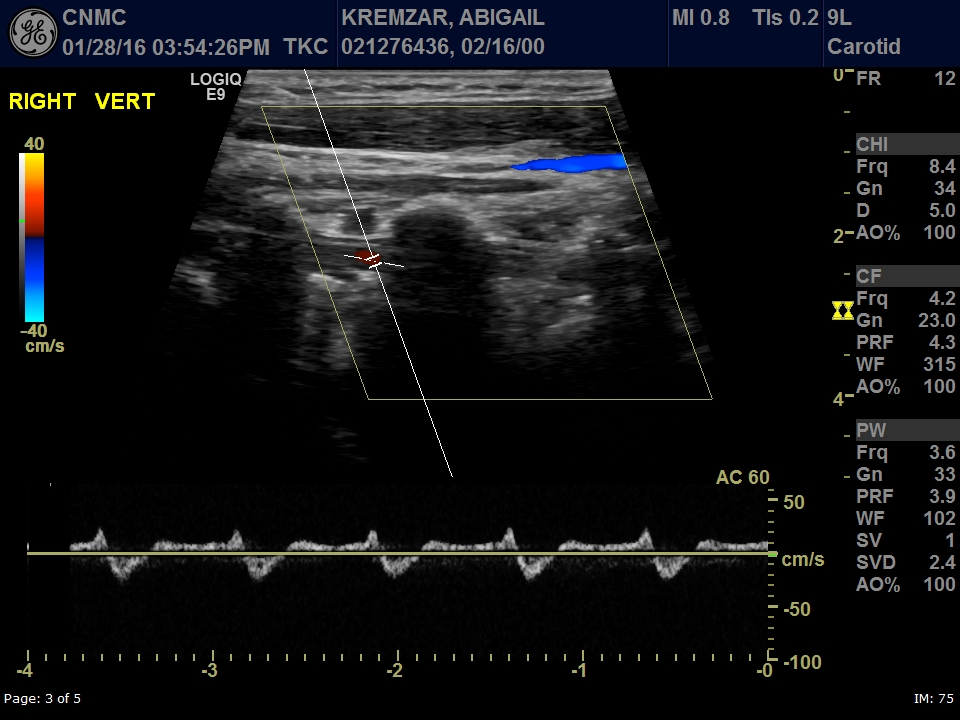 GE
CNMC
01/28/16 03:54:26PM TKC
KREMZAR, ABIGAIL
021276436, 02/16/00
MI 0.8 TIs 0.2
9L
Carotid
LOGIQ
E9
RIGHT VERT
40
-40
cm/s
0
2
4
FR 12
CHI
Frq 8.4
Gn 34
D 5.0
AO% 100
CF
Frq 4.2
Gn 23.0
PRF 4.3
WF 315
AO% 100
PW
Frq 3.6
Gn 33
PRF 3.9
WF 102
SV 1
SVD 2.4
AO% 100
AC 60
50
cm/s
-50
-100
-4 -3 -2 -1 -0
Page: 3 of 5
IM: 75